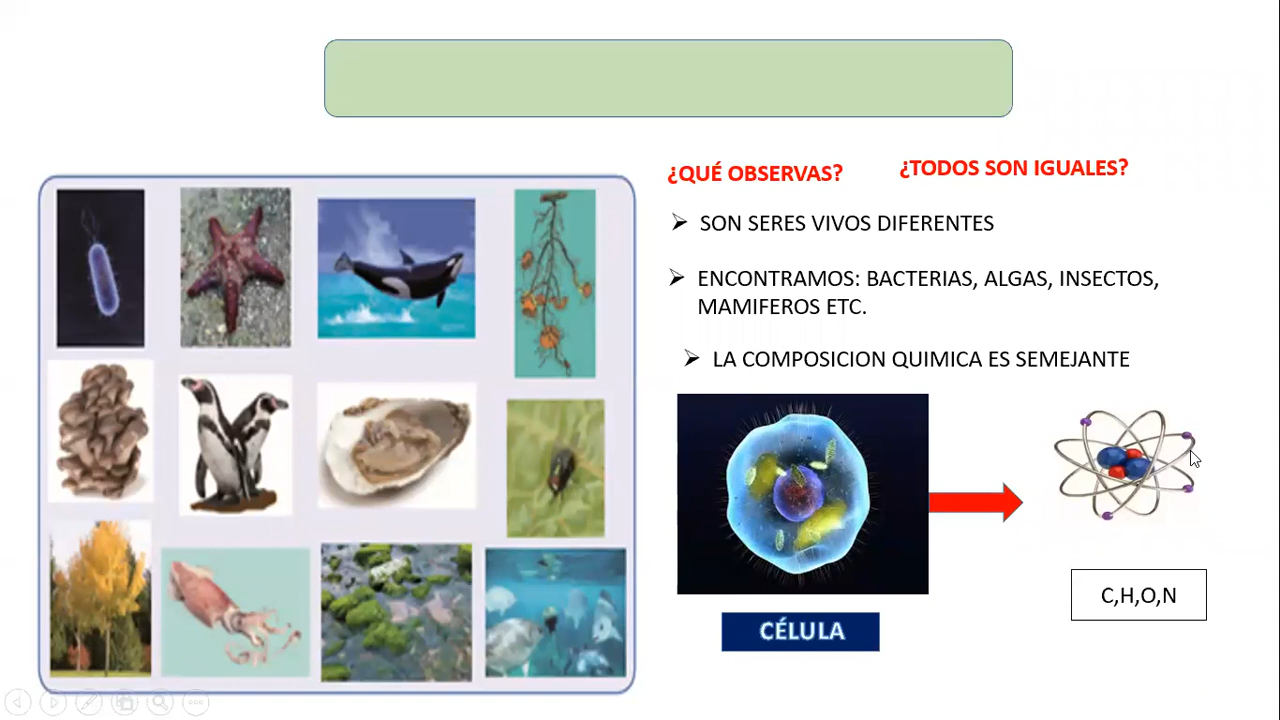 ¿QUÉ OBSERVAS?
¿TODOS SON IGUALES?
SON SERES VIVOS DIFERENTES
ENCONTRAMOS: BACTERIAS, ALGAS, INSECTOS,
MAMIFEROS ETC.
LA COMPOSICION QUIMICA ES SEMEJANTE
CÉLULA
C,H,O,N